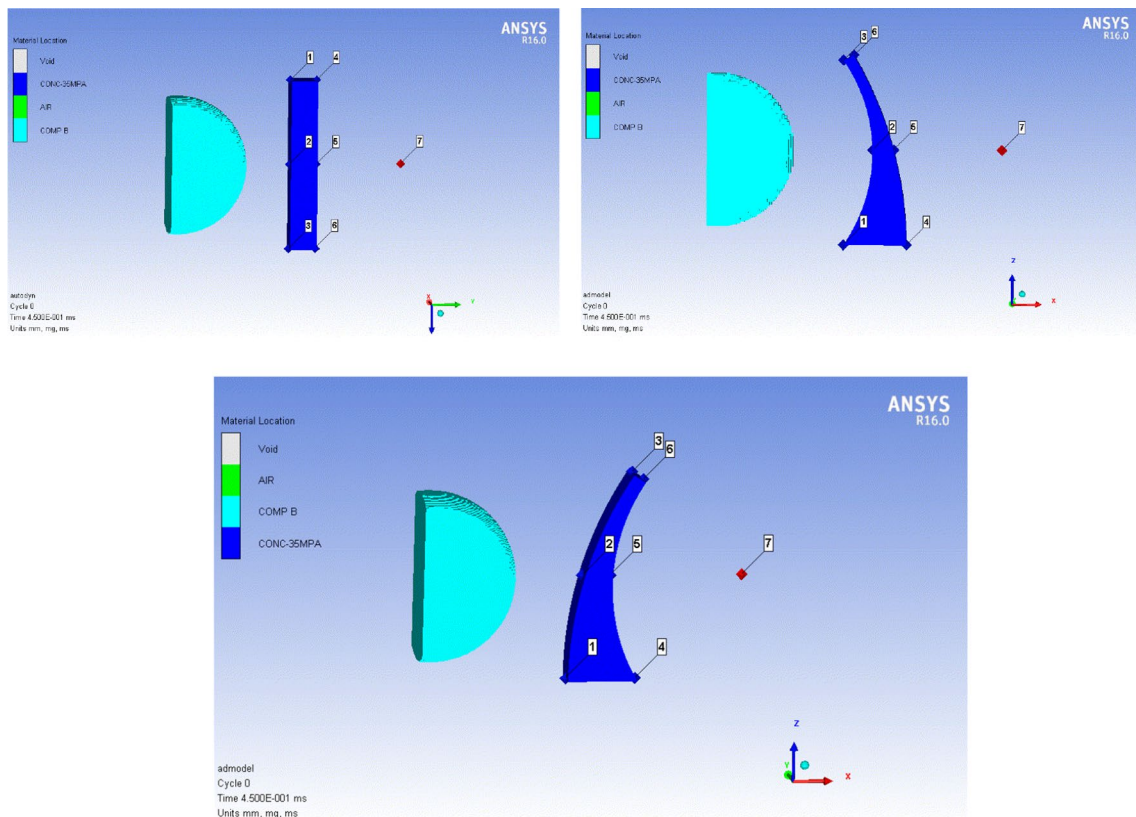 ANSYS
R16.0
Material Location
Void
CONC-35MPA
AIR
COMP B
1
4
2
5
7
3
6
X
Y
autodyn
Cycle 0
Time 4.500E-001 ms
Units mm, mg, ms
ANSYS
R16.0
Material Location
Void
CONC-35MPA
AIR
COMP B
3
6
2
5
7
1
4
Z
X
admodel
Cycle 0
Time 4.500E-001 ms
Units mm, mg, ms
ANSYS
R16.0
Material Location
Void
AIR
COMP B
CONC-35MPA
3
6
2
5
7
1
4
Z
Y
X
admodel
Cycle 0
Time 4.500E-001 ms
Units mm, mg, ms